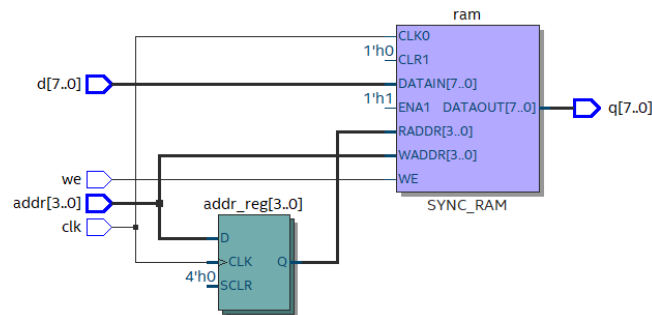 ram
CLK0
1'h0
CLR1
d[7..0]
DATAIN[7..0]
1'h1
ENA1
DATAOUT[7..0]
q[7..0]
RADDR[3..0]
WADDR[3..0]
we
WE
addr[3..0]
addr_reg[3..0]
SYNC_RAM
clk
D
CLK
Q
4'h0
SCLR